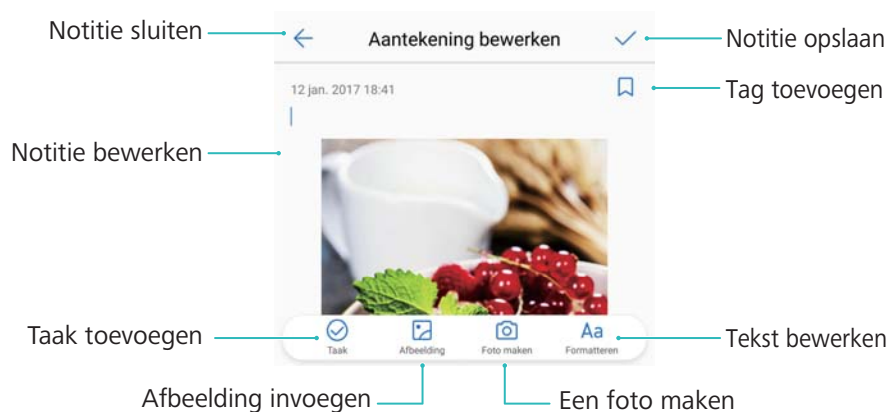 Notitie sluiten
Aantekening bewerken
Notitie opslaan
12 jan. 2017 18:41
Tag toevoegen
Notitie bewerken
Taak toevoegen
Taak
Afbeelding
Foto maken
Aa
Formatteren
Tekst bewerken
Afbeelding invoegen
Een foto maken